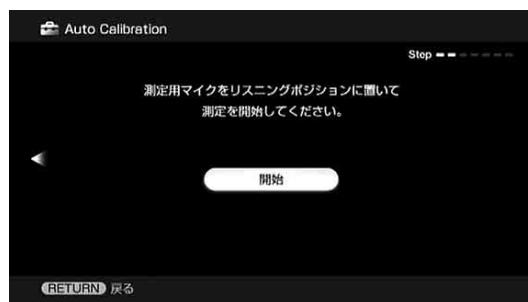 Auto Calibration
Step
測定用マイクをリスニングポジションに置いて
測定を開始してください。
開始
RETURN 戻る